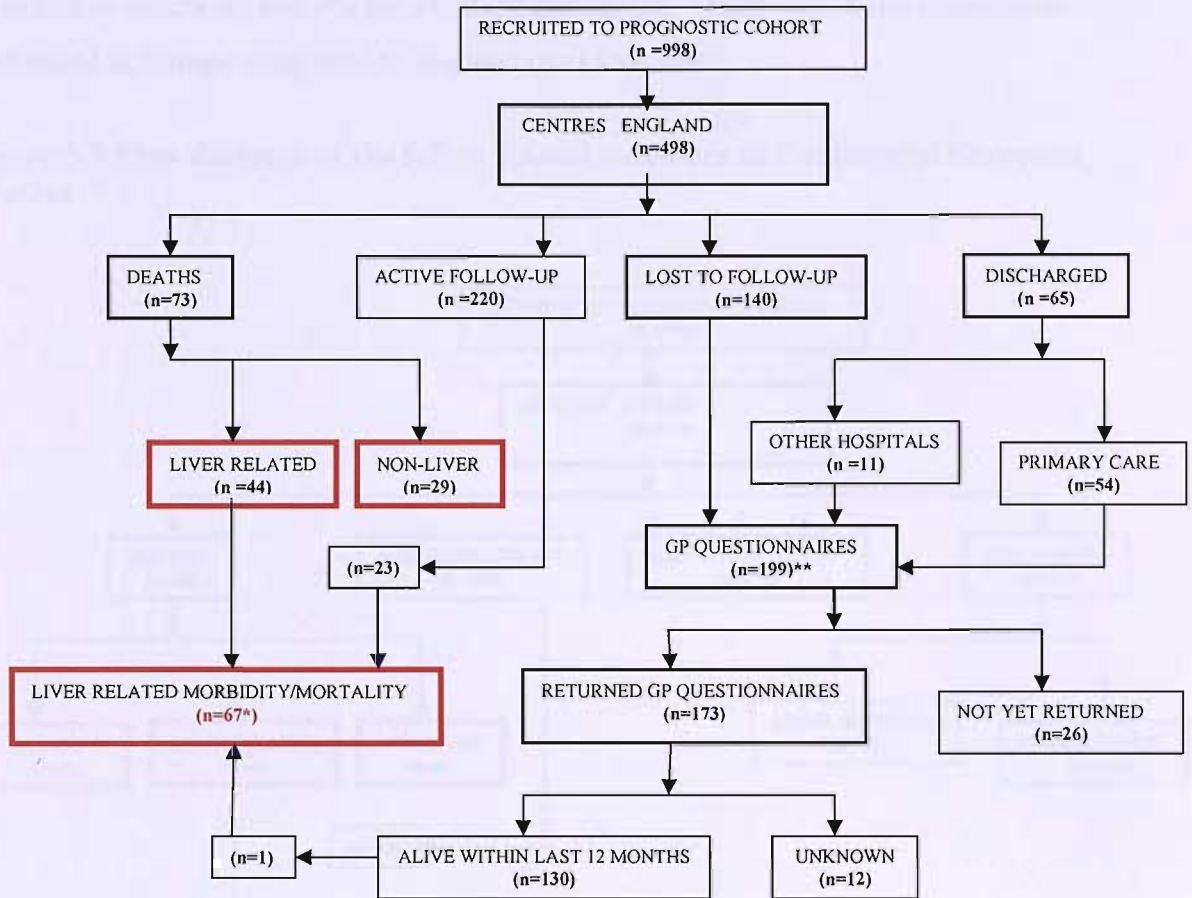 RECRUITED TO PROGNOSTIC COHORT
(n =998)
CENTRES ENGLAND
(n=498)
DEATHS
(n=73)
ACTIVE FOLLOW-UP
(n =220)
LOST TO FOLLOW-UP
(n=140)
DISCHARGED
(n =65)
LIVER RELATED
(n =44)
NON-LIVER
(n=29)
OTHER HOSPITALS
(n =11)
PRIMARY CARE
(n=54)
(n=23)
GP QUESTIONNAIRES
(n=199)**
LIVER RELATED MORBIDITY/MORTALITY
(n=67*)
RETURNED GP QUESTIONNAIRES
(n=173)
NOT YET RETURNED
(n=26)
(n=1)
ALIVE WITHIN LAST 12 MONTHS
(n=130)
UNKNOWN
(n=12)